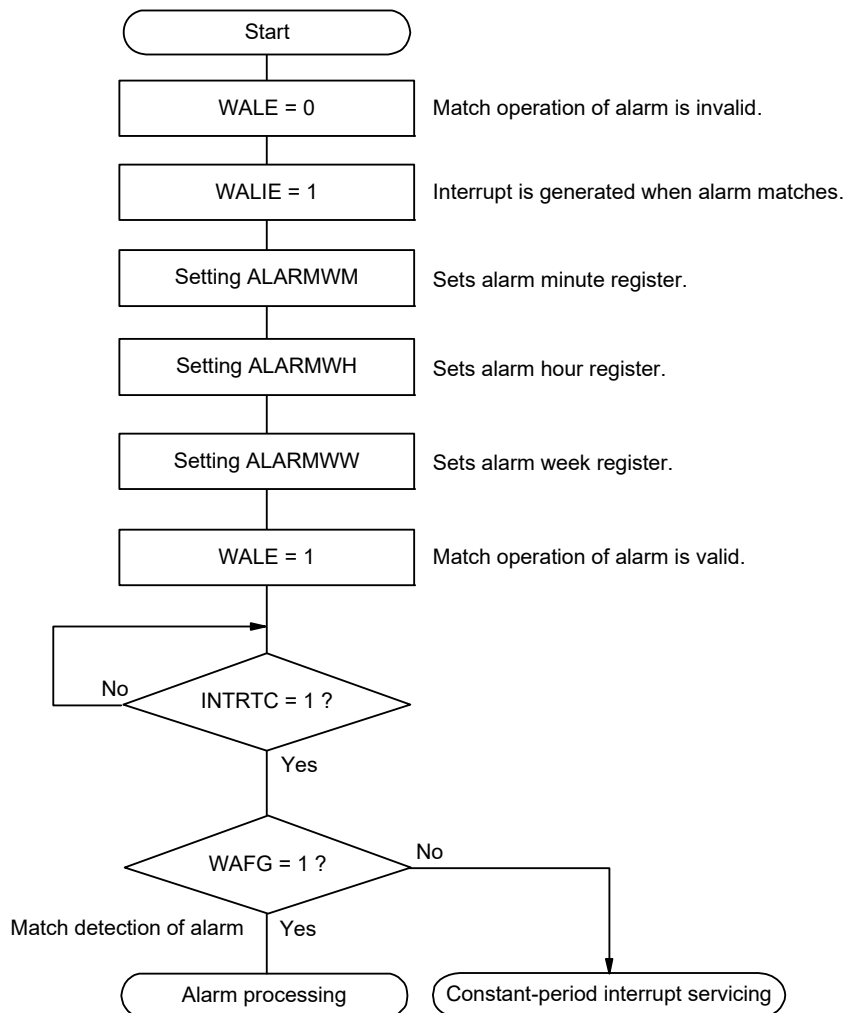 Start
WALE = 0
Match operation of alarm is invalid.
WALIE = 1
Interrupt is generated when alarm matches.
Setting ALARMWM
Sets alarm minute register.
Setting ALARMWH
Sets alarm hour register.
Setting ALARMWW
Sets alarm week register.
WALE = 1
Match operation of alarm is valid.
No
INTRTC = 1 ?
Yes
WAFG = 1 ?
No
Match detection of alarm
Yes
Alarm processing
Constant-period interrupt servicing